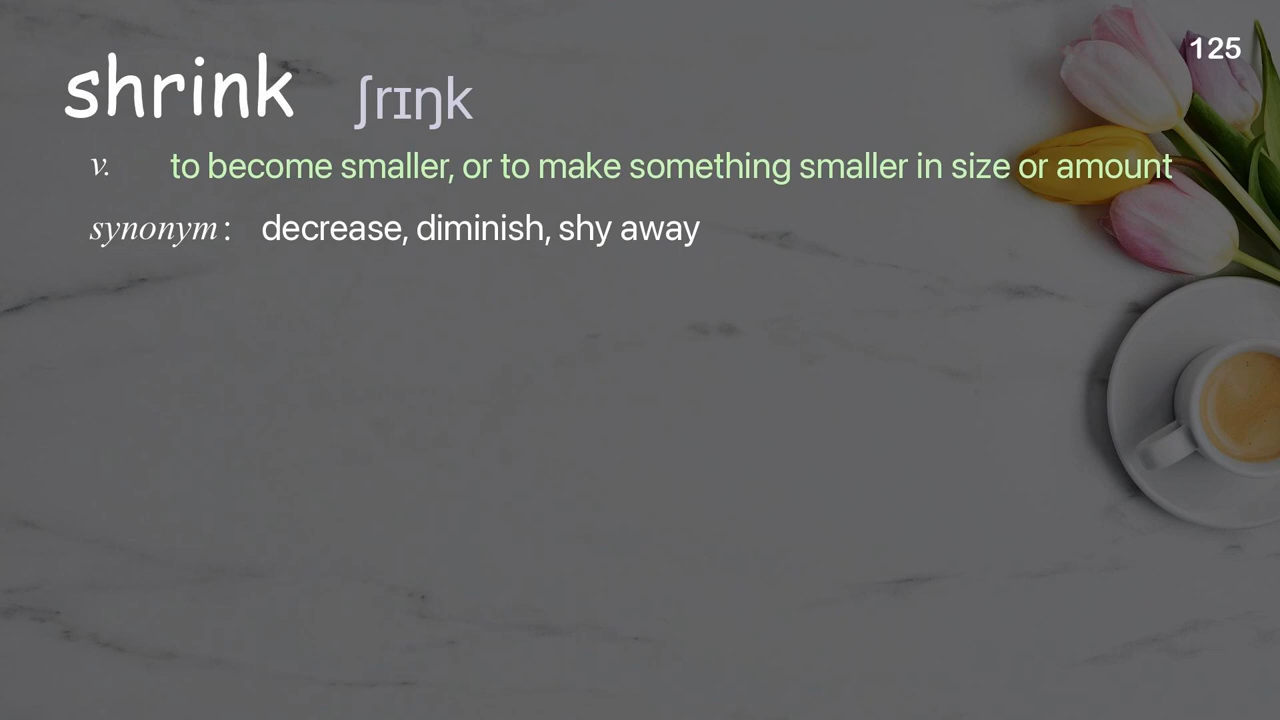 125
shrink ʃrɪŋk
v. to become smaller, or to make something smaller in size or amount
synonym: decrease, diminish, shy away